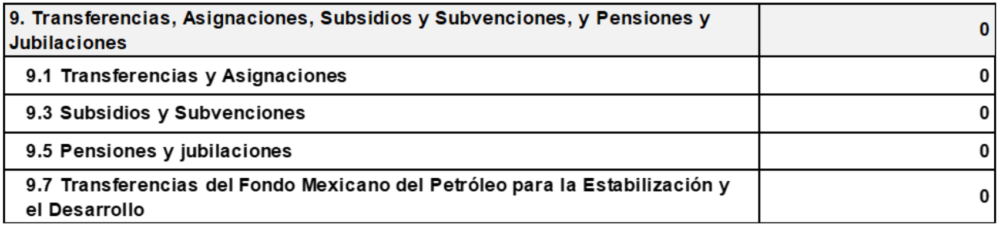 9. Transferencias, Asignaciones, Subsidios y Subvenciones, y Pensiones y
Jubilaciones
0
9.1 Transferencias y Asignaciones
0
9.3 Subsidios y Subvenciones
0
9.5 Pensiones y jubilaciones
0
9.7 Transferencias del Fondo Mexicano del Petróleo para la Estabilización y
el Desarrollo
0